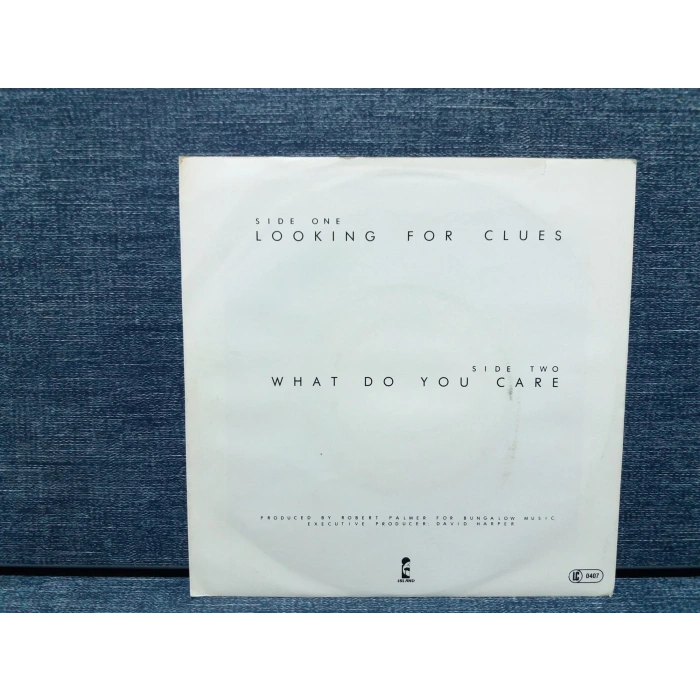 SIDE ONE
LOOKING FOR CLUES
SIDE TWO
WHAT DO YOU CARE
PRODUCED BY ROBERT PALMER FOR BUNGALOW MUSIC
EXECUTIVE PRODUCER: DAVID HARPER
ISLAND
LC 0407